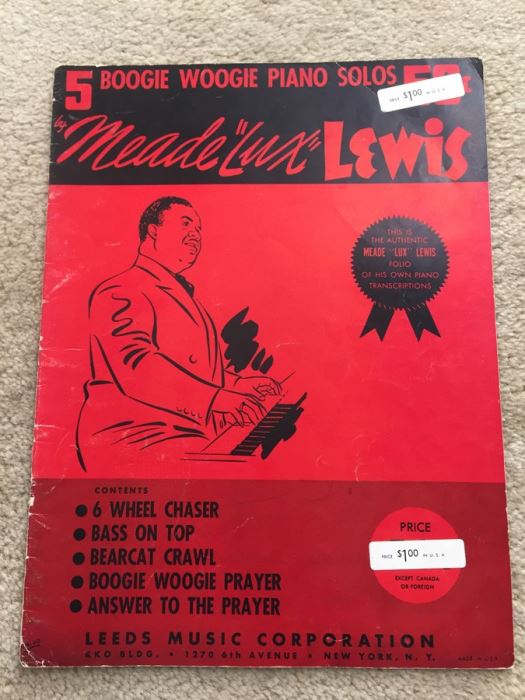 5 BOOGIE WOOGIE PIANO SOLOS
PRICE $1.00 IN U.S.A.
by Meade "Lux" Lewis
THIS IS
THE AUTHENTIC
MEADE "LUX" LEWIS
FOLIO
OF HIS OWN PIANO
TRANSCRIPTIONS
CONTENTS
• 6 WHEEL CHASER
• BASS ON TOP
• BEARCAT CRAWL
• BOOGIE WOOGIE PRAYER
• ANSWER TO THE PRAYER
PRICE
PRICE $1.00 IN U.S.A.
EXCEPT CANADA
OR FOREIGN
LEEDS MUSIC CORPORATION
RKO BLDG. • 1270 6th AVENUE • NEW YORK, N. Y.
MADE IN U.S.A.